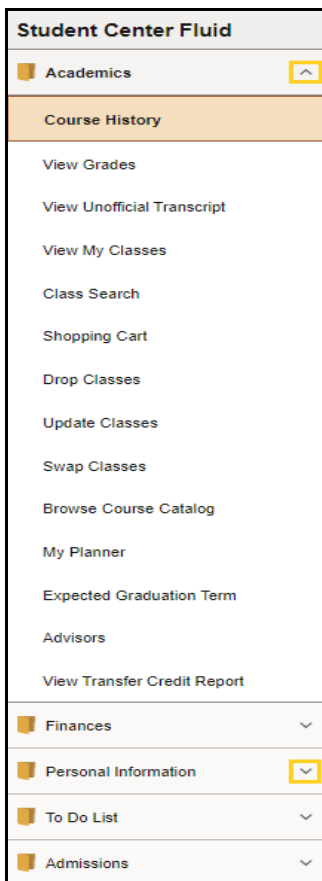 Student Center Fluid
Academics
Course History
View Grades
View Unofficial Transcript
View My Classes
Class Search
Shopping Cart
Drop Classes
Update Classes
Swap Classes
Browse Course Catalog
My Planner
Expected Graduation Term
Advisors
View Transfer Credit Report
Finances
Personal Information
To Do List
Admissions